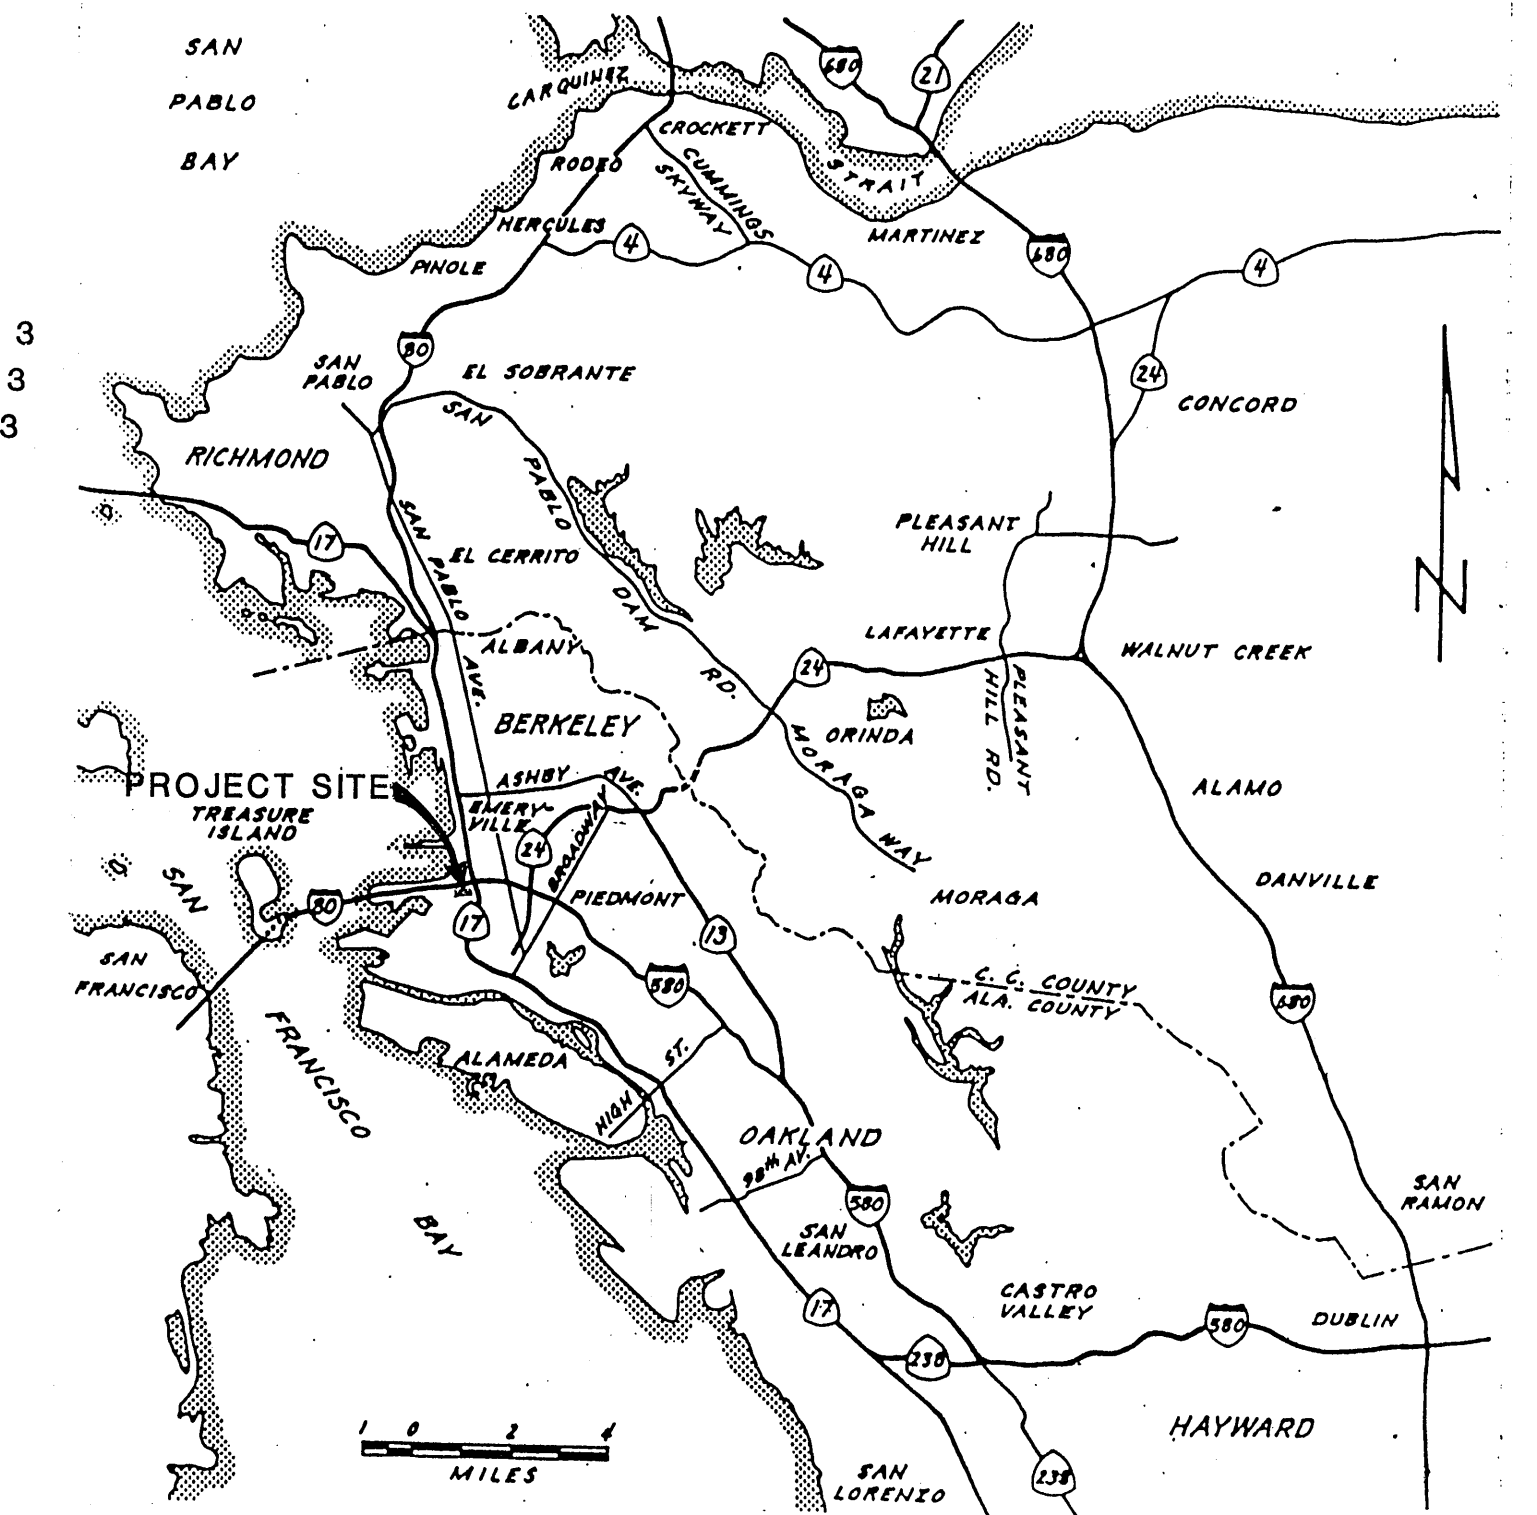 SAN
PABLO
BAY
CARQUINEZ
STRAIT
680
21
CROCKETT
RODEO
CUMMINGS
SKYWAY
HERCULES
4
MARTINEZ
680
PINOLE
4
4
3
3
3
80
SAN
PABLO
EL SOBRANTE
24
CONCORD
SAN
PABLO
DAM
RD.
RICHMOND
17
SAN PABLO
AVE.
EL CERRITO
PLEASANT
HILL
N
ALBANY
LAFAYETTE
WALNUT CREEK
24
PLEASANT
HILL RD.
BERKELEY
ORINDA
MORAGA WAY
PROJECT SITE
TREASURE
ISLAND
ASHBY AVE.
EMERY-
VILLE
BROADWAY
24
ALAMO
DANVILLE
SAN
FRANCISCO
BAY
80
17
PIEDMONT
13
MORAGA
SAN
FRANCISCO
580
C. C. COUNTY
ALA. COUNTY
680
ALAMEDA
HIGH ST.
OAKLAND
98th AV.
580
SAN
RAMON
SAN
LEANDRO
17
CASTRO
VALLEY
580
DUBLIN
238
HAYWARD
1 0 2 4
MILES
SAN
LORENZO
238